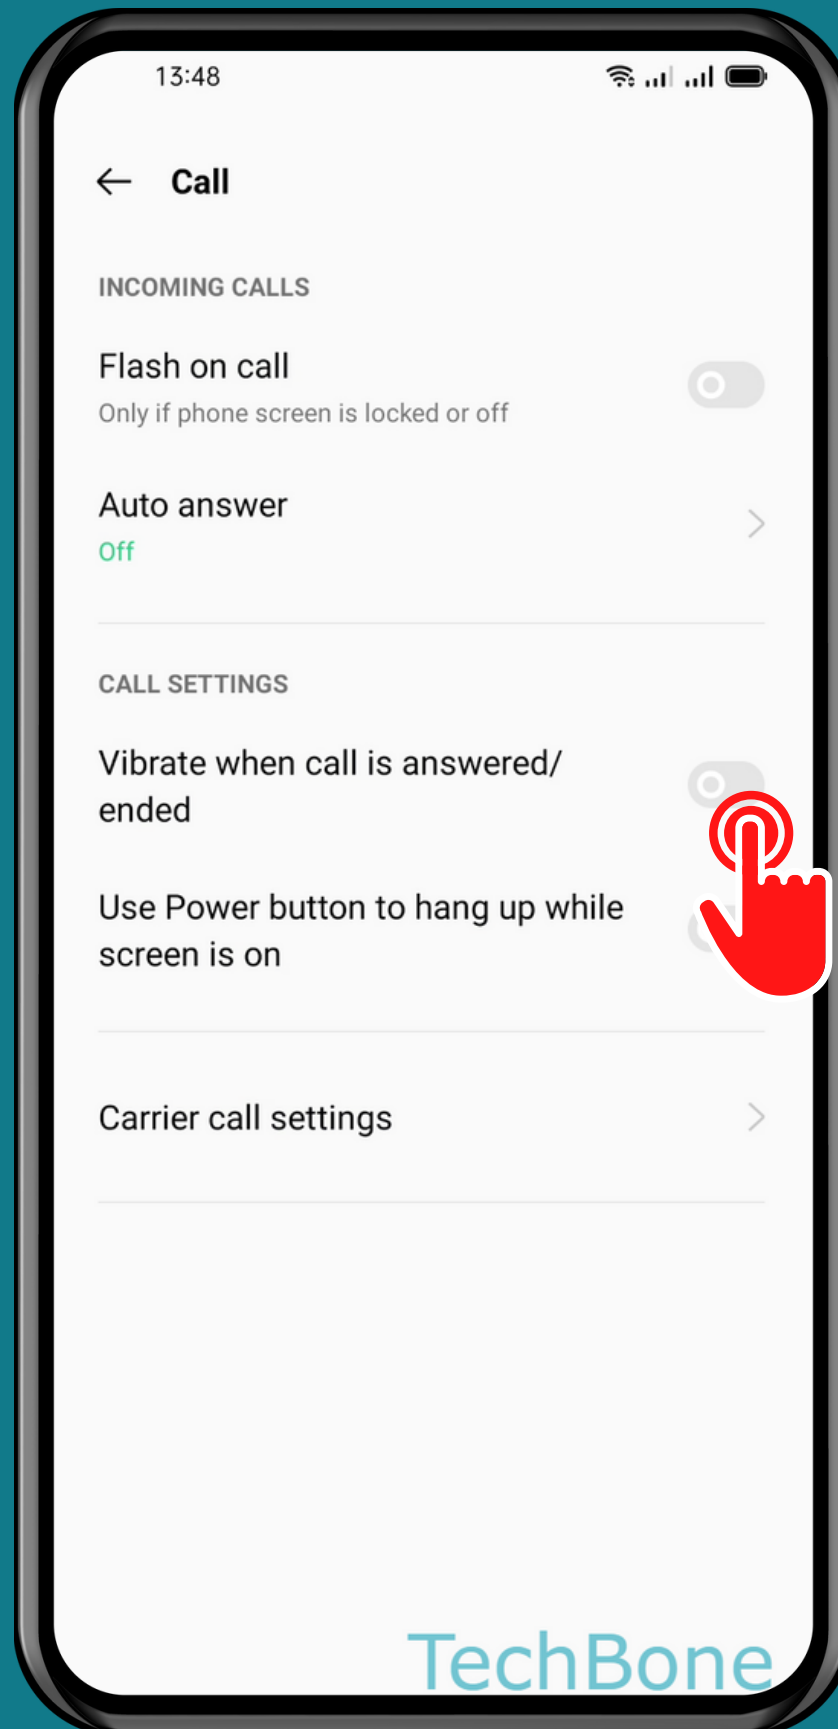 13:48
Call
INCOMING CALLS
Flash on call
Only if phone screen is locked or off
Auto answer
Off
CALL SETTINGS
Vibrate when call is answered/
ended
Use Power button to hang up while
screen is on
Carrier call settings
TechBone